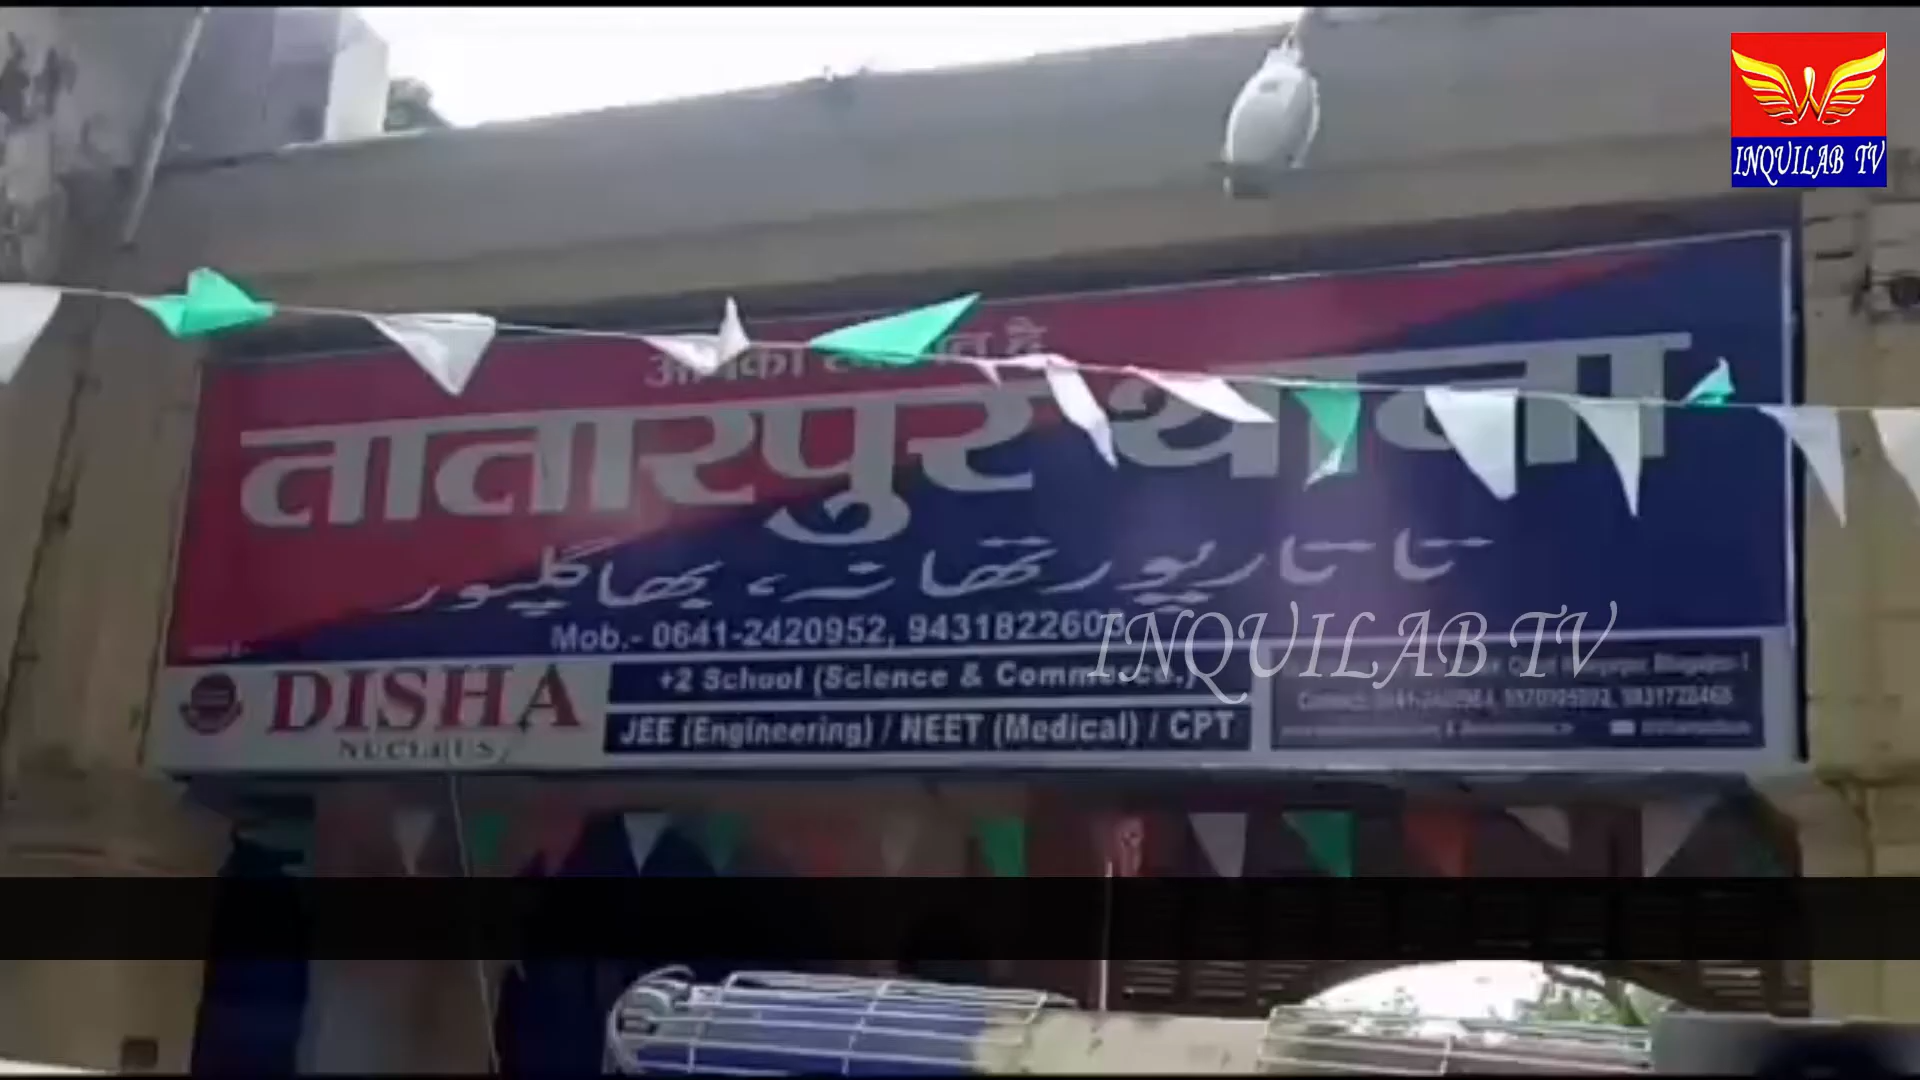 INQUILAB TV
आपका स्वागत है
तातारपुर थाना
تاتارپور تھانہ، بھاگلپور
Mob.- 0641-2420952, 9431822603
INQUILAB TV
DISHA
NUCLEUS
+2 School (Science & Commerce.)
JEE (Engineering) / NEET (Medical) / CPT